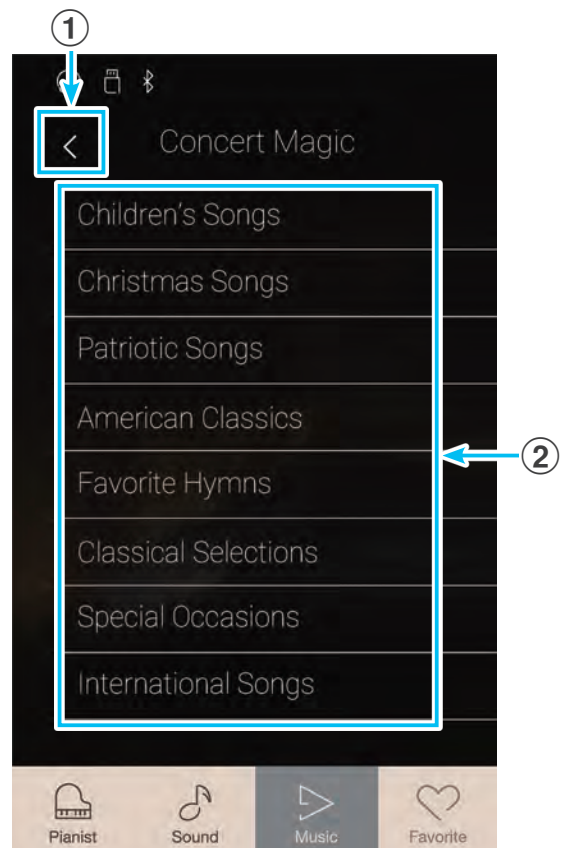 ①
Concert Magic
Children's Songs
Christmas Songs
Patriotic Songs
American Classics
②
Favorite Hymns
Classical Selections
Special Occasions
International Songs
Pianist Sound Music Favorite